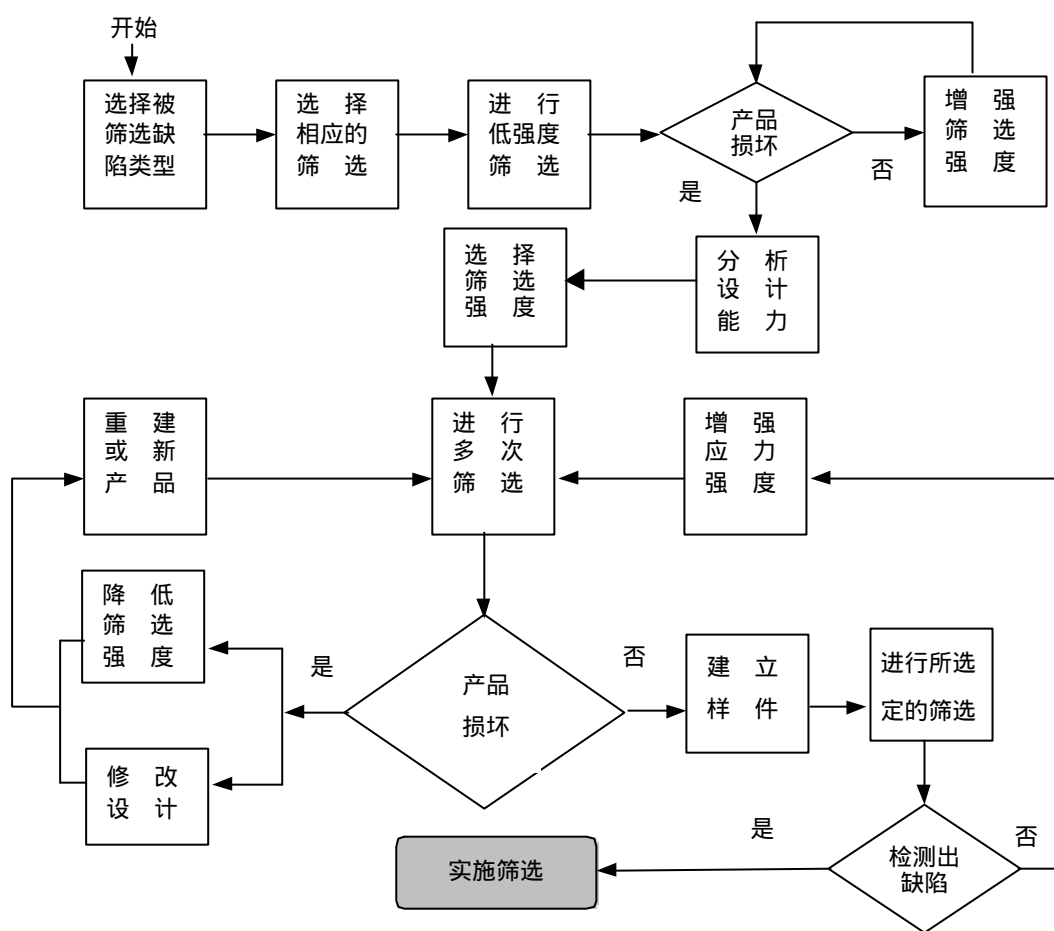 开始
选择被
筛选缺
陷类型
选 择
相应的
筛 选
进 行
低强度
筛 选
产品
损坏
增 强
筛 选
强 度
是
否
选 择
筛 选
强 度
分 析
设 计
能 力
重 建
或 新
产 品
进 行
多 次
筛 选
增 强
应 力
强 度
降 低
筛 选
强 度
是
产品
损坏
否
建 立
样 件
进行所选
定的筛选
修 改
设 计
实施筛选
是
检测出
缺陷
否